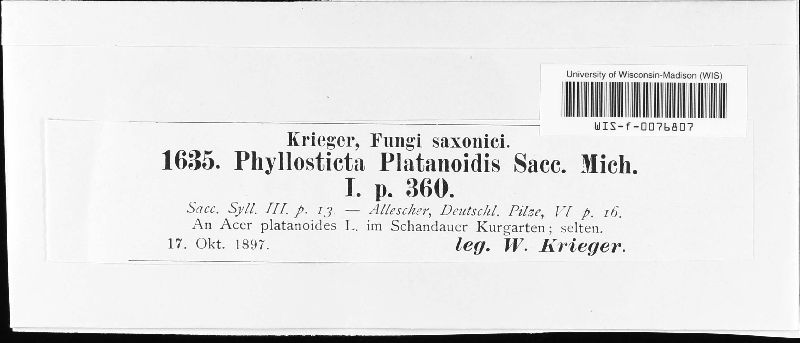 University of Wisconsin-Madison (WIS)
WIS-f-0076807
Krieger, Fungi saxonici.
1635. Phyllosticta Platanoidis Sacc. Mich.
I. p. 360.
Sacc. Syll. III. p. 13. — Allescher, Deutschl. Pilze, VI p. 16.
An Acer platanoides L. im Schandauer Kurgarten; selten.
17. Okt. 1897. leg. W. Krieger.